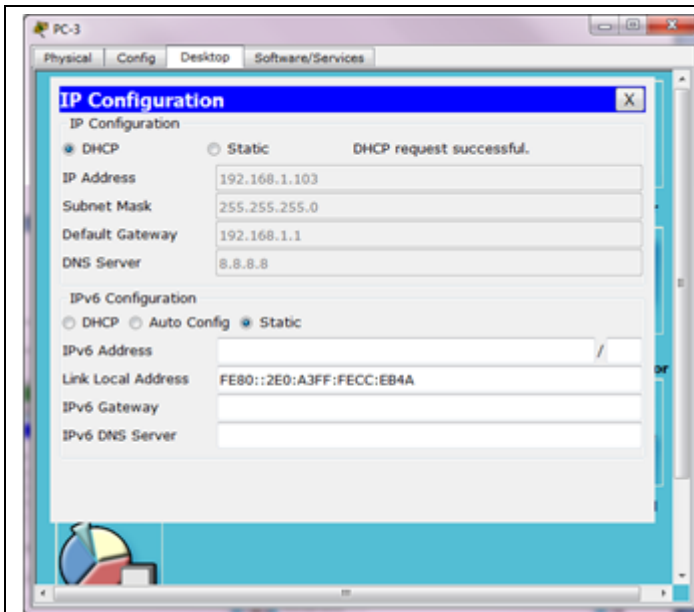 PC-3
Physical Config Desktop Software/Services
IP Configuration X
IP Configuration
DHCP Static DHCP request successful.
IP Address 192.168.1.103
Subnet Mask 255.255.255.0
Default Gateway 192.168.1.1
DNS Server 8.8.8.8
IPv6 Configuration
DHCP Auto Config Static
IPv6 Address /
Link Local Address FE80::2E0:A3FF:FECC:EB4A
or
IPv6 Gateway
IPv6 DNS Server